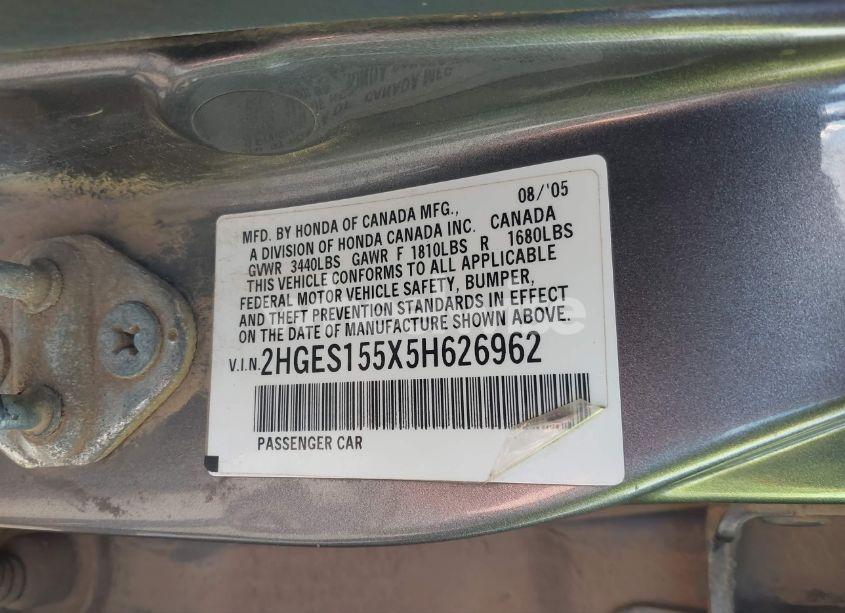 08/'05
MFD. BY HONDA OF CANADA MFG.,
A DIVISION OF HONDA CANADA INC. CANADA
GVWR 3440LBS GAWR F 1810LBS R 1680LBS
THIS VEHICLE CONFORMS TO ALL APPLICABLE
FEDERAL MOTOR VEHICLE SAFETY, BUMPER,
AND THEFT PREVENTION STANDARDS IN EFFECT
ON THE DATE OF MANUFACTURE SHOWN ABOVE.
V.I.N. 2HGES155X5H626962
PASSENGER CAR